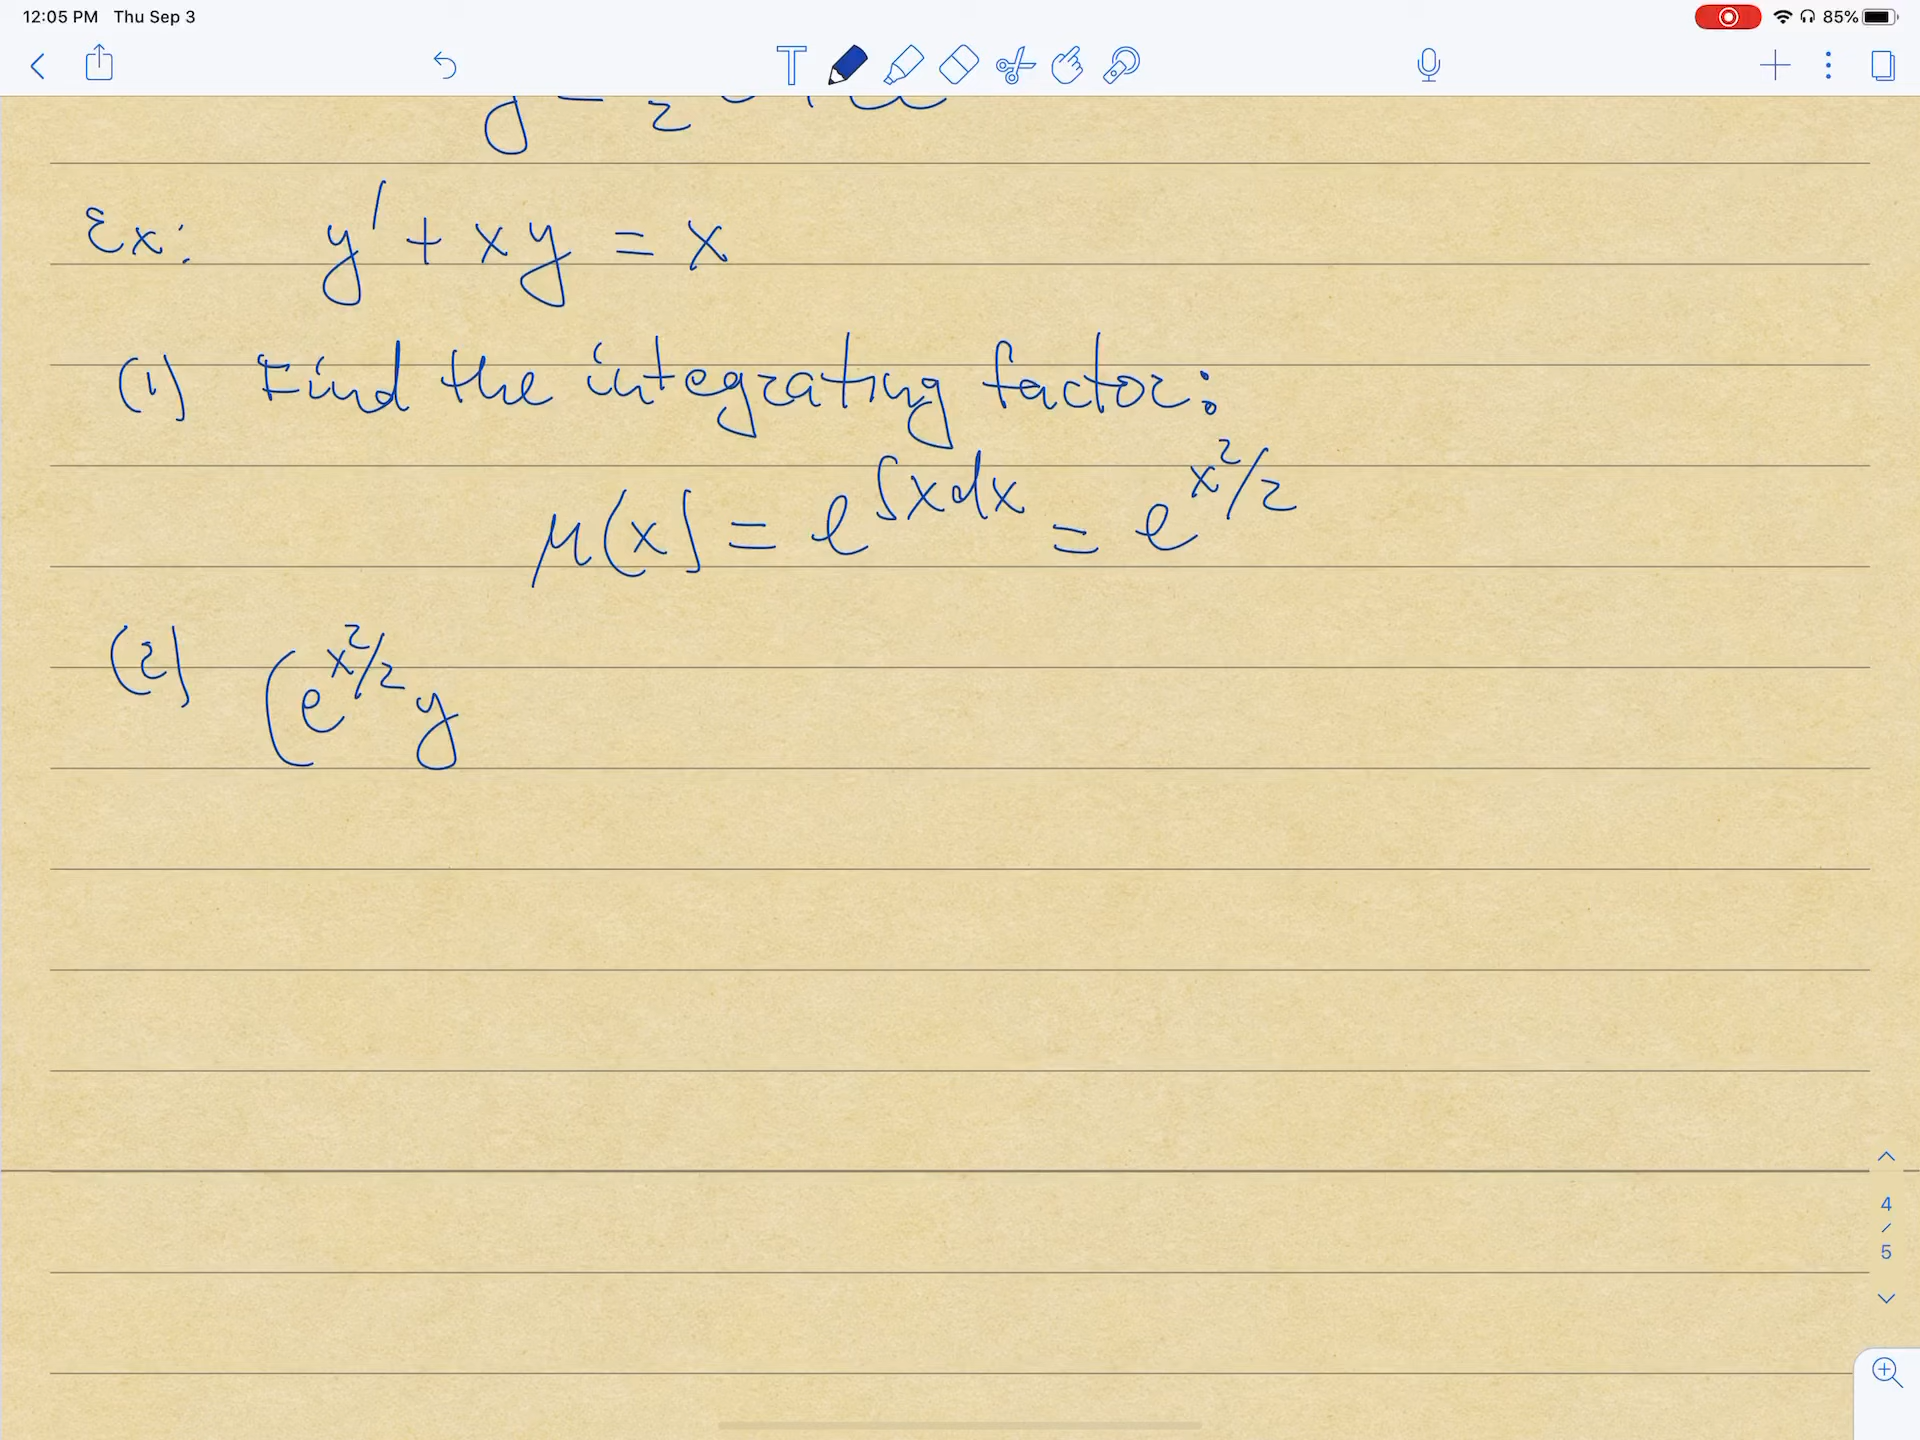 12:05 PM Thu Sep 3 85%
T
Ex: y' + xy = x
(1) Find the integrating factor:
μ(x) = e^∫xdx = e^x²/2
(2) (e^x²/2 y
4
/
5